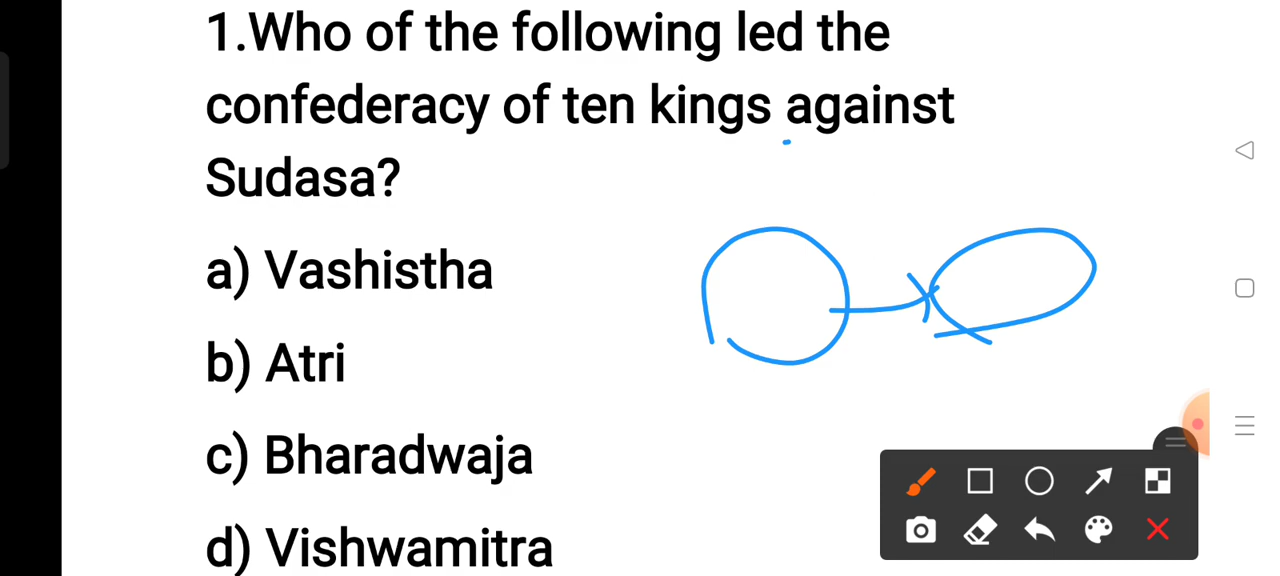 1.Who of the following led the
confederacy of ten kings against
Sudasa?
a) Vashistha
b) Atri
c) Bharadwaja
d) Vishwamitra